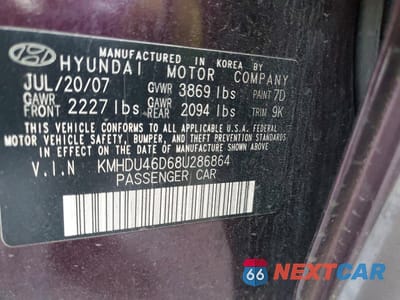 MANUFACTURED IN KOREA BY
HYUNDAI MOTOR COMPANY
JUL/20/07 GVWR 3869 lbs PAINT 7D
GAWR FRONT 2227 lbs GAWR REAR 2094 lbs TRIM 9K
THIS VEHICLE CONFORMS TO ALL APPLICABLE U.S.A. FEDERAL
MOTOR VEHICLE SAFETY, BUMPER, AND THEFT PREVENTION STANDARDS
IN EFFECT ON THE DATE OF MANUFACTURE SHOWN ABOVE.
V.I.N KMHDU46D68U286864
PASSENGER CAR
66 NEXTCAR